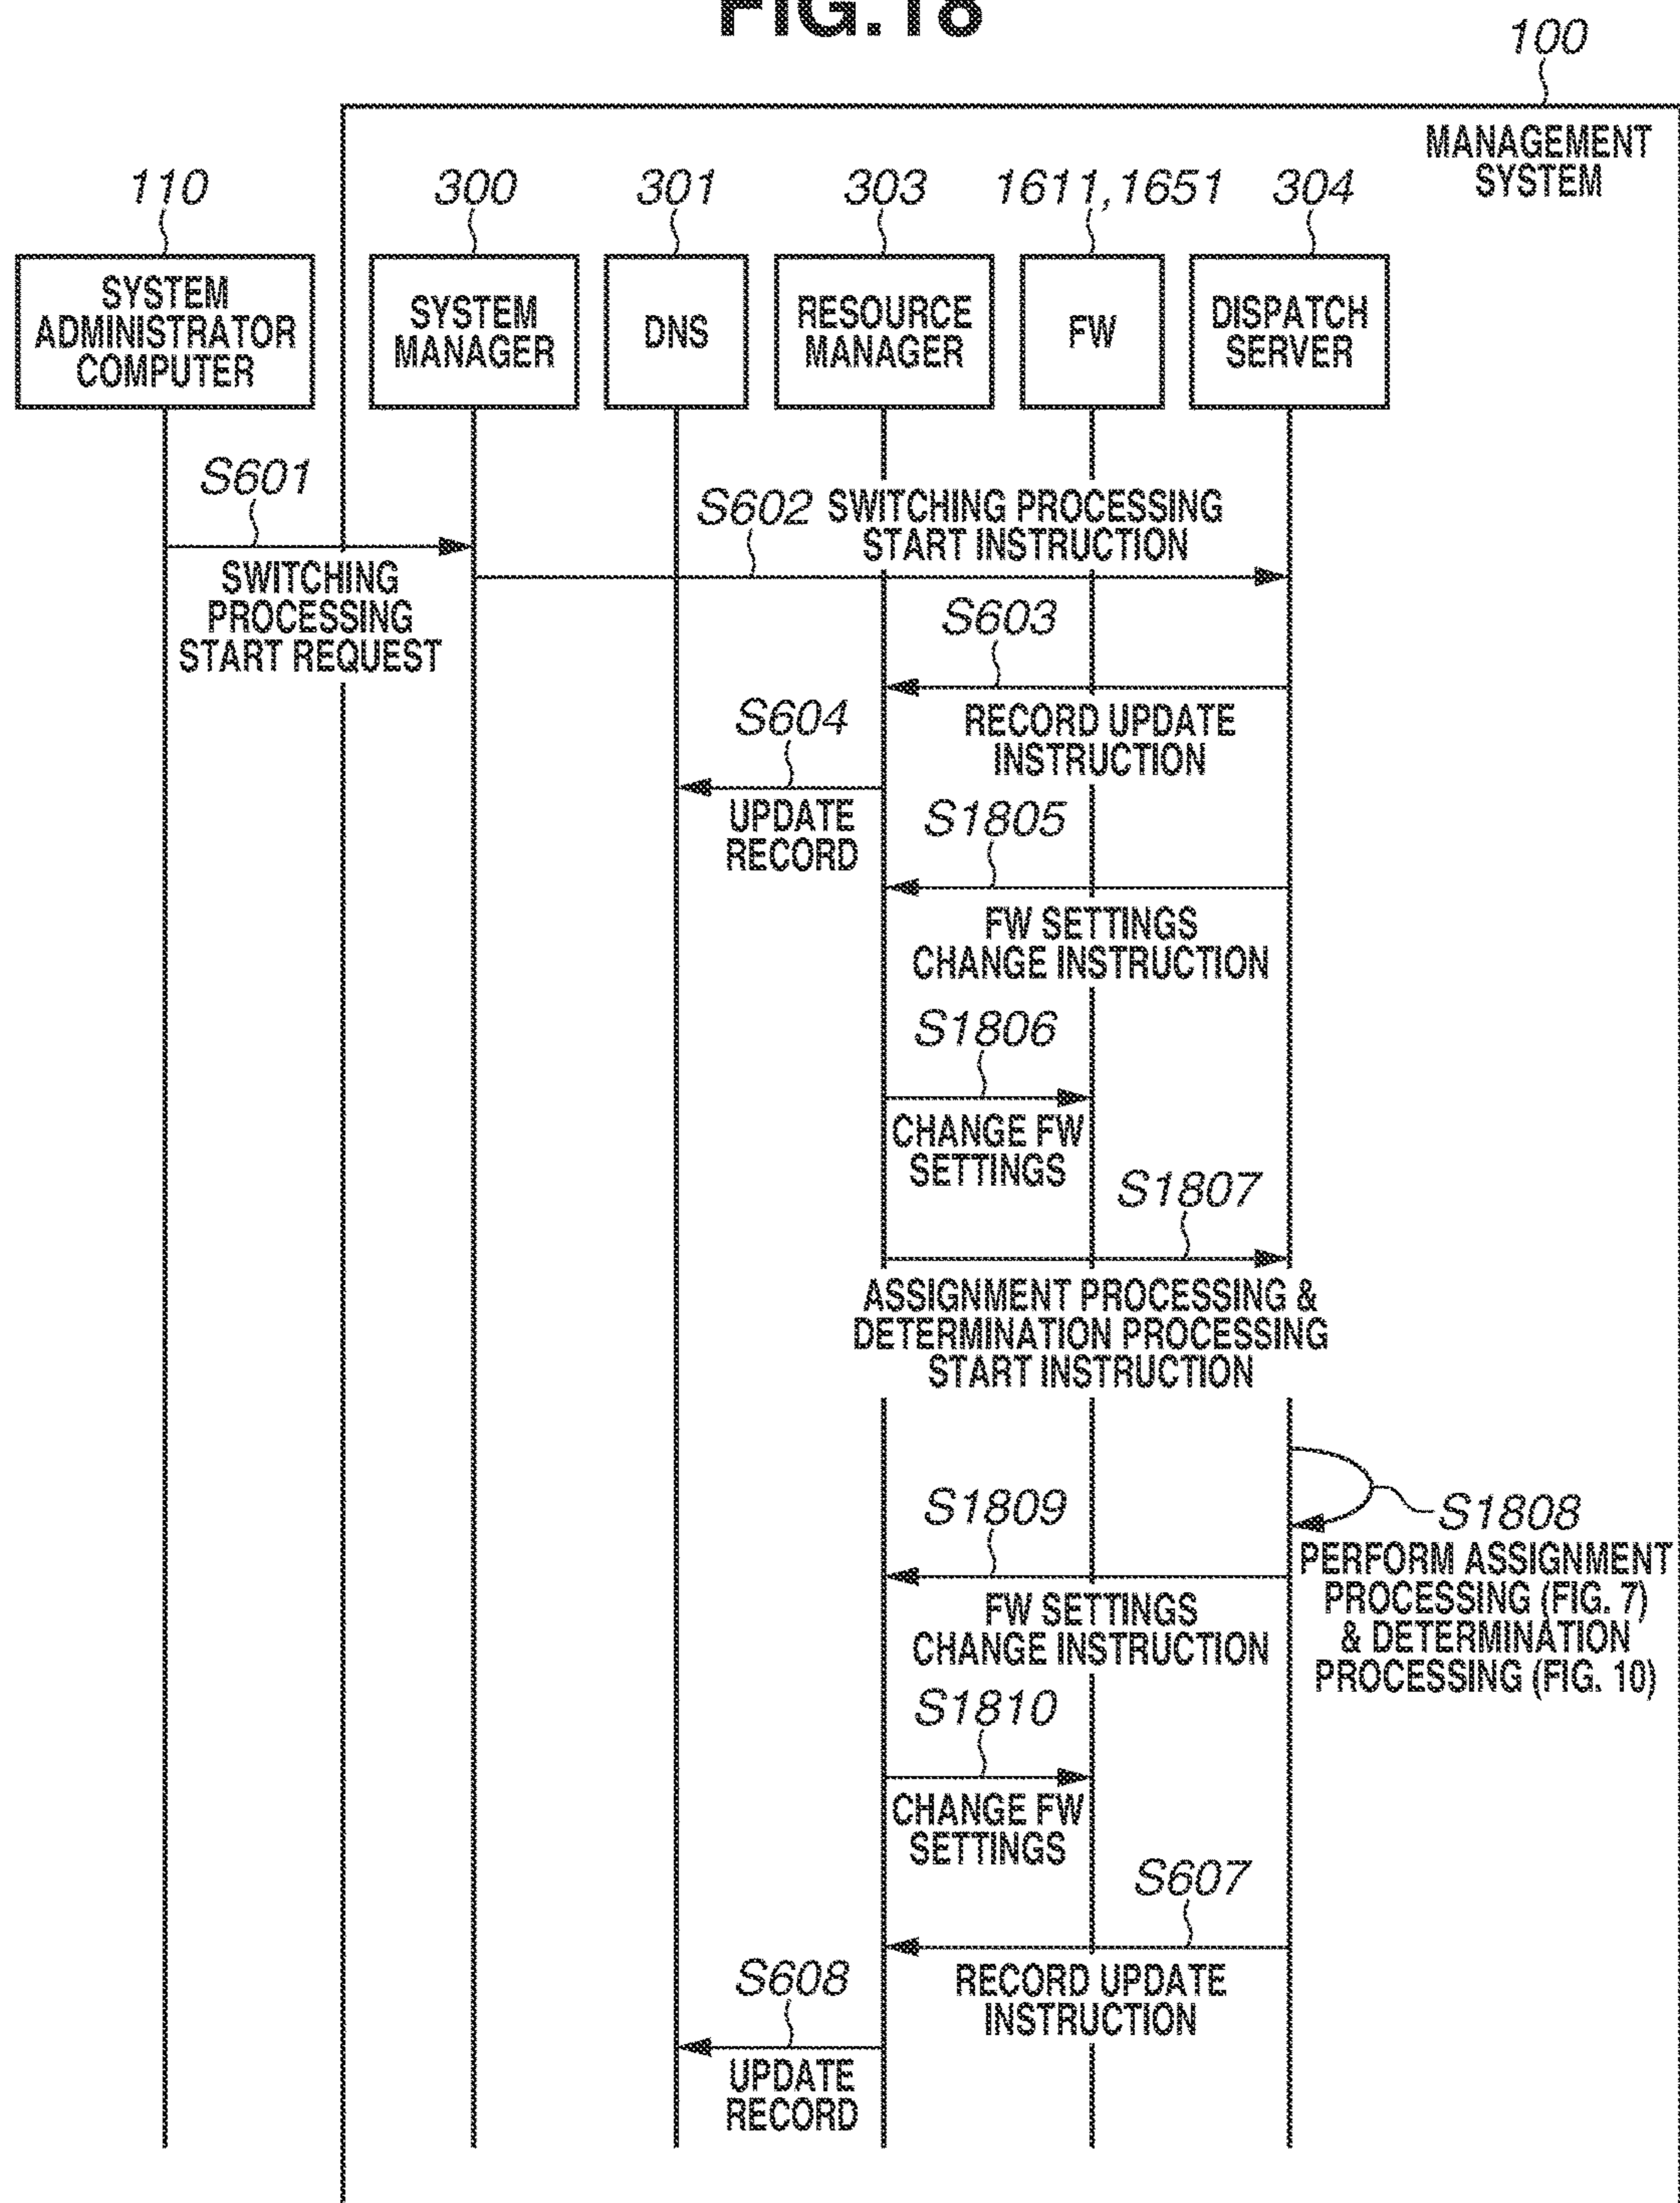 FIG.18
100
MANAGEMENT
SYSTEM
110
300
301
303
1611,1651
304
SYSTEM
ADMINISTRATOR
COMPUTER
SYSTEM
MANAGER
DNS
RESOURCE
MANAGER
FW
DISPATCH
SERVER
S601
SWITCHING
PROCESSING
START REQUEST
S602
SWITCHING PROCESSING
START INSTRUCTION
S603
RECORD UPDATE
INSTRUCTION
S604
UPDATE
RECORD
S1805
FW SETTINGS
CHANGE INSTRUCTION
S1806
CHANGE FW
SETTINGS
S1807
ASSIGNMENT PROCESSING &
DETERMINATION PROCESSING
START INSTRUCTION
S1808
PERFORM ASSIGNMENT
PROCESSING (FIG. 7)
& DETERMINATION
PROCESSING (FIG. 10)
S1809
FW SETTINGS
CHANGE INSTRUCTION
S1810
CHANGE FW
SETTINGS
S607
RECORD UPDATE
INSTRUCTION
S608
UPDATE
RECORD